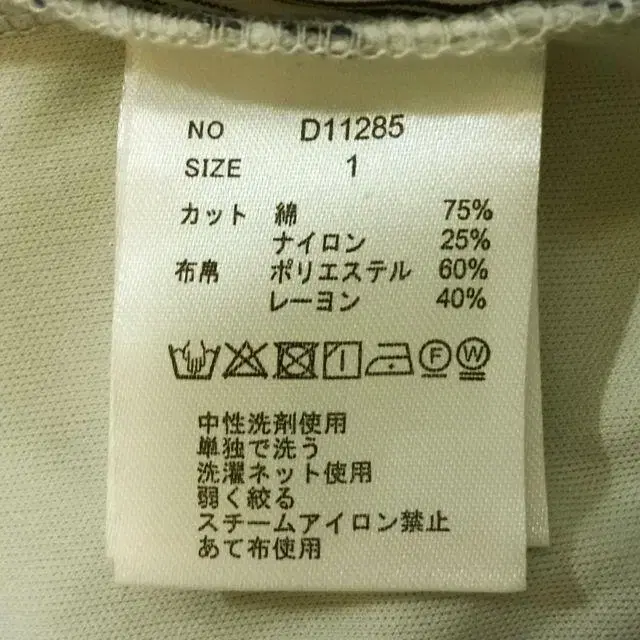 NO D11285
SIZE 1
カット 綿 75%
ナイロン 25%
布帛 ポリエステル 60%
レーヨン 40%
F W
中性洗剤使用
単独で洗う
洗濯ネット使用
弱く絞る
スチームアイロン禁止
あて布使用